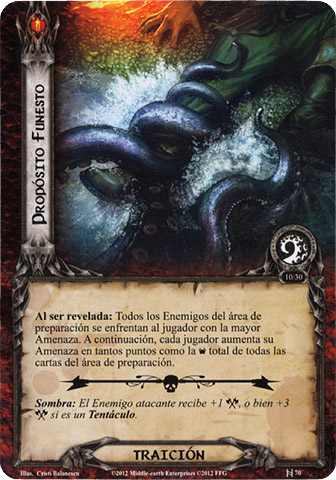 Propósito Funesto
10-30
Al ser revelada: Todos los Enemigos del área de
preparación se enfrentan al jugador con la mayor
Amenaza. A continuación, cada jugador aumenta su
Amenaza en tantos puntos como la total de todas las
cartas del área de preparación.
Sombra: El Enemigo atacante recibe +1 , o bien +3
si es un Tentáculo.
TRAICIÓN
Illus. Cristi Balanescu ©2012 Middle-earth Enterprises ©2012 FFG 70